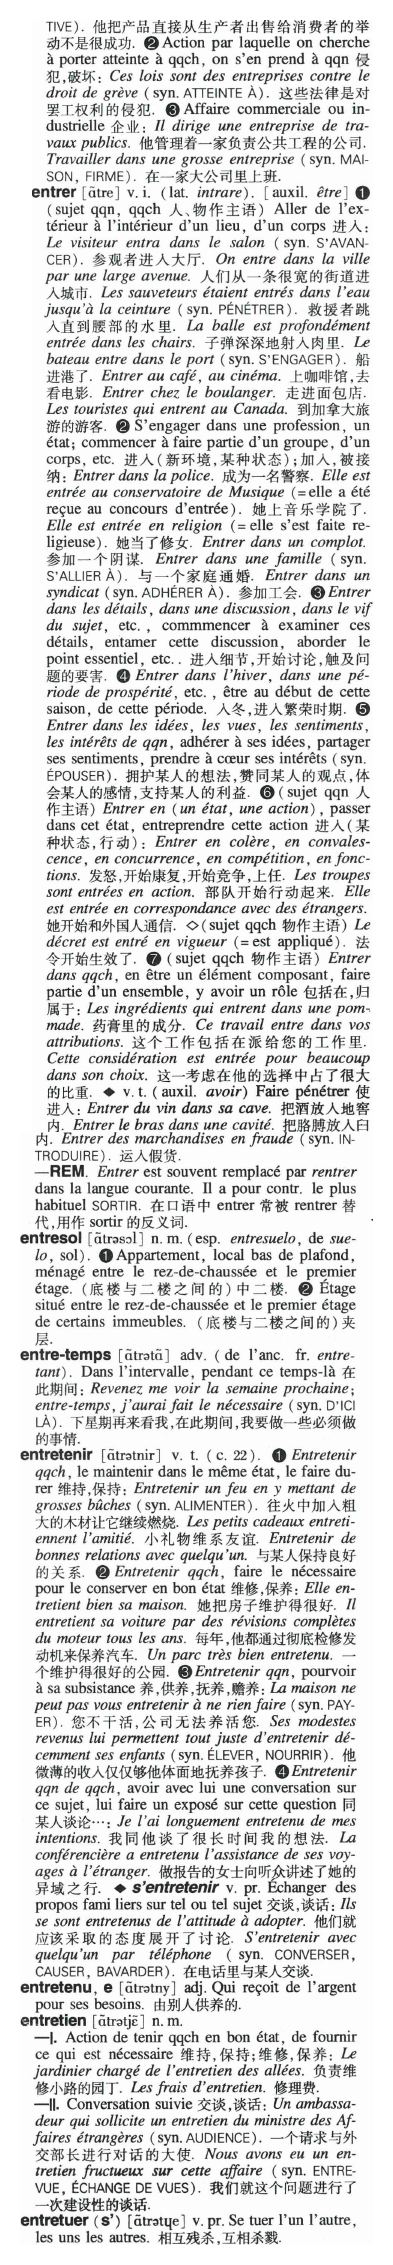 TIVE). 他把产品直接从生产者出售给消费者的举
动不是很成功. ❷ Action par laquelle on cherche
à porter atteinte à qqch, on s'en prend à qqn 侵
犯,破坏: Ces lois sont des entreprises contre le
droit de grève (syn. ATTEINTE À). 这些法律是对
罢工权利的侵犯. ❸ Affaire commerciale ou in-
dustrielle 企业: Il dirige une entreprise de tra-
vaux publics. 他管理着一家负责公共工程的公司.
Travailler dans une grosse entreprise (syn. MAI-
SON, FIRME). 在一家大公司里上班.
entrer [ɑ̃tre] v. i. (lat. intrare). [auxil. être] ❶
(sujet qqn, qqch 人、物作主语) Aller de l'ex-
térieur à l'intérieur d'un lieu, d'un corps 进入:
Le visiteur entra dans le salon (syn. S'AVAN-
CER). 参观者进入大厅. On entre dans la ville
par une large avenue. 人们从一条很宽的街道进
入城市. Les sauveteurs étaient entrés dans l'eau
jusqu'à la ceinture (syn. PÉNÉTRER). 救援者跳
入直到腰部的水里. La balle est profondément
entrée dans les chairs. 子弹深深地射入肉里. Le
bateau entre dans le port (syn. S'ENGAGER). 船
进港了. Entrer au café, au cinéma. 上咖啡馆,去
看电影. Entrer chez le boulanger. 走进面包店.
Les touristes qui entrent au Canada. 到加拿大旅
游的游客. ❷ S'engager dans une profession, un
état; commencer à faire partie d'un groupe, d'un
corps, etc. 进入(新环境,某种状态);加入,被接
纳: Entrer dans la police. 成为一名警察. Elle est
entrée au conservatoire de Musique (= elle a été
reçue au concours d'entrée). 她上音乐学院了.
Elle est entrée en religion (= elle s'est faite re-
ligieuse). 她当了修女. Entrer dans un complot.
参加一个阴谋. Entrer dans une famille (syn.
S'ALLIER À). 与一个家庭通婚. Entrer dans un
syndicat (syn. ADHÉRER À). 参加工会. ❸ Entrer
dans les détails, dans une discussion, dans le vif
du sujet, etc., commmencer à examiner ces
détails, entamer cette discussion, aborder le
point essentiel, etc.. 进入细节,开始讨论,触及问
题的要害. ❹ Entrer dans l'hiver, dans une pé-
riode de prospérité, etc., être au début de cette
saison, de cette période. 入冬,进入繁荣时期. ❺
Entrer dans les idées, les vues, les sentiments,
les intérêts de qqn, adhérer à ses idées, partager
ses sentiments, prendre à cœur ses intérêts (syn.
ÉPOUSER). 拥护某人的想法,赞同某人的观点,体
会某人的感情,支持某人的利益. ❻ (sujet qqn 人
作主语) Entrer en (un état, une action), passer
dans cet état, entreprendre cette action 进入(某
种状态,行动): Entrer en colère, en convales-
cence, en concurrence, en compétition, en fonc-
tions. 发怒,开始康复,开始竞争,上任. Les troupes
sont entrées en action. 部队开始行动起来. Elle
est entrée en correspondance avec des étrangers.
她开始和外国人通信. ◇ (sujet qqch 物作主语) Le
décret est entré en vigueur (= est appliqué). 法
令开始生效了. ❼ (sujet qqch 物作主语) Entrer
dans qqch, en être un élément composant, faire
partie d'un ensemble, y avoir un rôle 包括在,归
属于: Les ingrédients qui entrent dans une pom-
made. 药膏里的成分. Ce travail entre dans vos
attributions. 这个工作包括在派给您的工作里.
Cette considération est entrée pour beaucoup
dans son choix. 这一考虑在他的选择中占了很大
的比重. ◆ v. t. (auxil. avoir) Faire pénétrer 使
进入: Entrer du vin dans sa cave. 把酒放入地窖
内. Entrer le bras dans une cavité. 把胳膊放入臼
内. Entrer des marchandises en fraude (syn. IN-
TRODUIRE). 运入假货.
—REM. Entrer est souvent remplacé par rentrer
dans la langue courante. Il a pour contr. le plus
habituel SORTIR. 在口语中 entrer 常被 rentrer 替
代,用作 sortir 的反义词.
entresol [ɑ̃trəsɔl] n. m. (esp. entresuelo, de sue-
lo, sol). ❶ Appartement, local bas de plafond,
ménagé entre le rez-de-chaussée et le premier
étage. (底楼与二楼之间的)中二楼. ❷ Étage
situé entre le rez-de-chaussée et le premier étage
de certains immeubles. (底楼与二楼之间的)夹
层.
entre-temps [ɑ̃trətɑ̃] adv. (de l'anc. fr. entre-
tant). Dans l'intervalle, pendant ce temps-là 在
此期间: Revenez me voir la semaine prochaine;
entre-temps, j'aurai fait le nécessaire (syn. D'ICI
LÀ). 下星期再来看我,在此期间,我要做一些必须做
的事情.
entretenir [ɑ̃trətnir] v. t. (c. 22). ❶ Entretenir
qqch, le maintenir dans le même état, le faire du-
rer 维持,保持: Entretenir un feu en y mettant de
grosses bûches (syn. ALIMENTER). 往火中加入粗
大的木材让它继续燃烧. Les petits cadeaux entreti-
ennent l'amitié. 小礼物维系友谊. Entretenir de
bonnes relations avec quelqu'un. 与某人保持良好
的关系. ❷ Entretenir qqch, faire le nécessaire
pour le conserver en bon état 维修,保养: Elle en-
tretient bien sa maison. 她把房子维护得很好. Il
entretient sa voiture par des révisions complètes
du moteur tous les ans. 每年,他都通过彻底检修发
动机来保养汽车. Un parc très bien entretenu. 一
个维护得很好的公园. ❸ Entretenir qqn, pourvoir
à sa subsistance 养,供养,抚养,赡养: La maison ne
peut pas vous entretenir à ne rien faire (syn. PAY-
ER). 您不干活,公司无法养活您. Ses modestes
revenus lui permettent tout juste d'entretenir dé-
cemment ses enfants (syn. ÉLEVER, NOURRIR). 他
微薄的收入仅仅够他体面地抚养孩子. ❹ Entretenir
qqn de qqch, avoir avec lui une conversation sur
ce sujet, lui faire un exposé sur cette question 同
某人谈论…: Je l'ai longuement entretenu de mes
intentions. 我同他谈了很长时间我的想法. La
conférencière a entretenu l'assistance de ses voy-
ages à l'étranger. 做报告的女士向听众讲述了她的
异域之行. ◆ s'entretenir v. pr. Échanger des
propos fami liers sur tel ou tel sujet 交谈,谈话: Ils
se sont entretenus de l'attitude à adopter. 他们就
应该采取的态度展开了讨论. S'entretenir avec
quelqu'un par téléphone (syn. CONVERSER,
CAUSER, BAVARDER). 在电话里与某人交谈.
entretenu, e [ɑ̃trətny] adj. Qui reçoit de l'argent
pour ses besoins. 由别人供养的.
entretien [ɑ̃trətjɛ̃] n. m.
—I. Action de tenir qqch en bon état, de fournir
ce qui est nécessaire 维持,保持;维修,保养: Le
jardinier chargé de l'entretien des allées. 负责维
修小路的园丁. Les frais d'entretien. 修理费.
—II. Conversation suivie 交谈,谈话: Un ambassa-
deur qui sollicite un entretien du ministre des Af-
faires étrangères (syn. AUDIENCE). 一个请求与外
交部长进行对话的大使. Nous avons eu un en-
tretien fructueux sur cette affaire (syn. ENTRE-
VUE, ÉCHANGE DE VUES). 我们就这个问题进行了
一次建设性的谈话.
entretuer (s') [ɑ̃trətɥe] v. pr. Se tuer l'un l'autre,
les uns les autres. 相互残杀,互相杀戮.